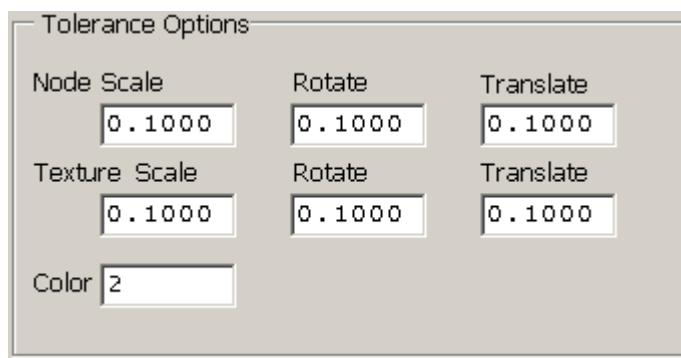 Tolerance Options
Node Scale Rotate Translate
0.1000 0.1000 0.1000
Texture Scale Rotate Translate
0.1000 0.1000 0.1000
Color 2